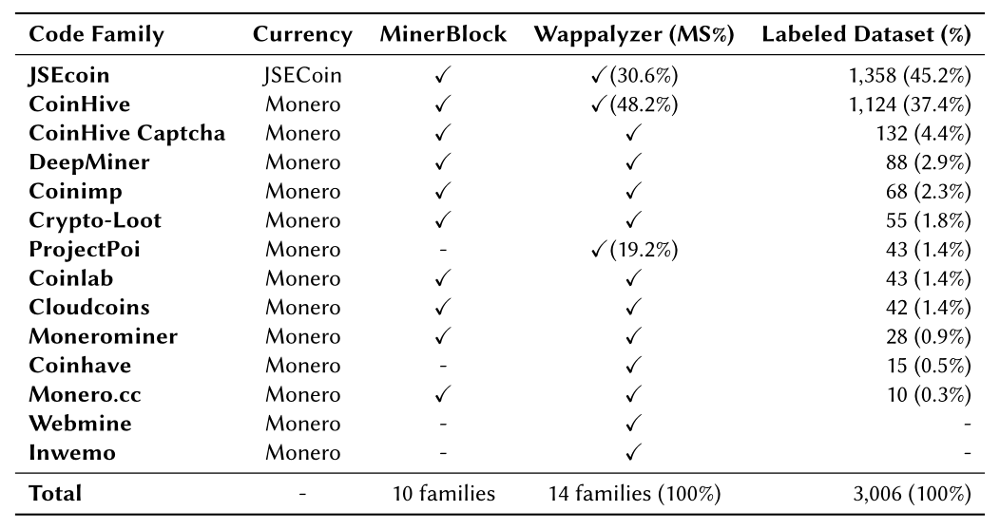 Code Family Currency MinerBlock Wappalyzer (MS%) Labeled Dataset (%)
JSEcoin JSECoin ✓ ✓(30.6%) 1,358 (45.2%)
CoinHive Monero ✓ ✓(48.2%) 1,124 (37.4%)
CoinHive Captcha Monero ✓ ✓ 132 (4.4%)
DeepMiner Monero ✓ ✓ 88 (2.9%)
Coinimp Monero ✓ ✓ 68 (2.3%)
Crypto-Loot Monero ✓ ✓ 55 (1.8%)
ProjectPoi Monero - ✓(19.2%) 43 (1.4%)
Coinlab Monero ✓ ✓ 43 (1.4%)
Cloudcoins Monero ✓ ✓ 42 (1.4%)
Monerominer Monero ✓ ✓ 28 (0.9%)
Coinhave Monero - ✓ 15 (0.5%)
Monero.cc Monero ✓ ✓ 10 (0.3%)
Webmine Monero - ✓ -
Inwemo Monero - ✓ -
Total - 10 families 14 families (100%) 3,006 (100%)